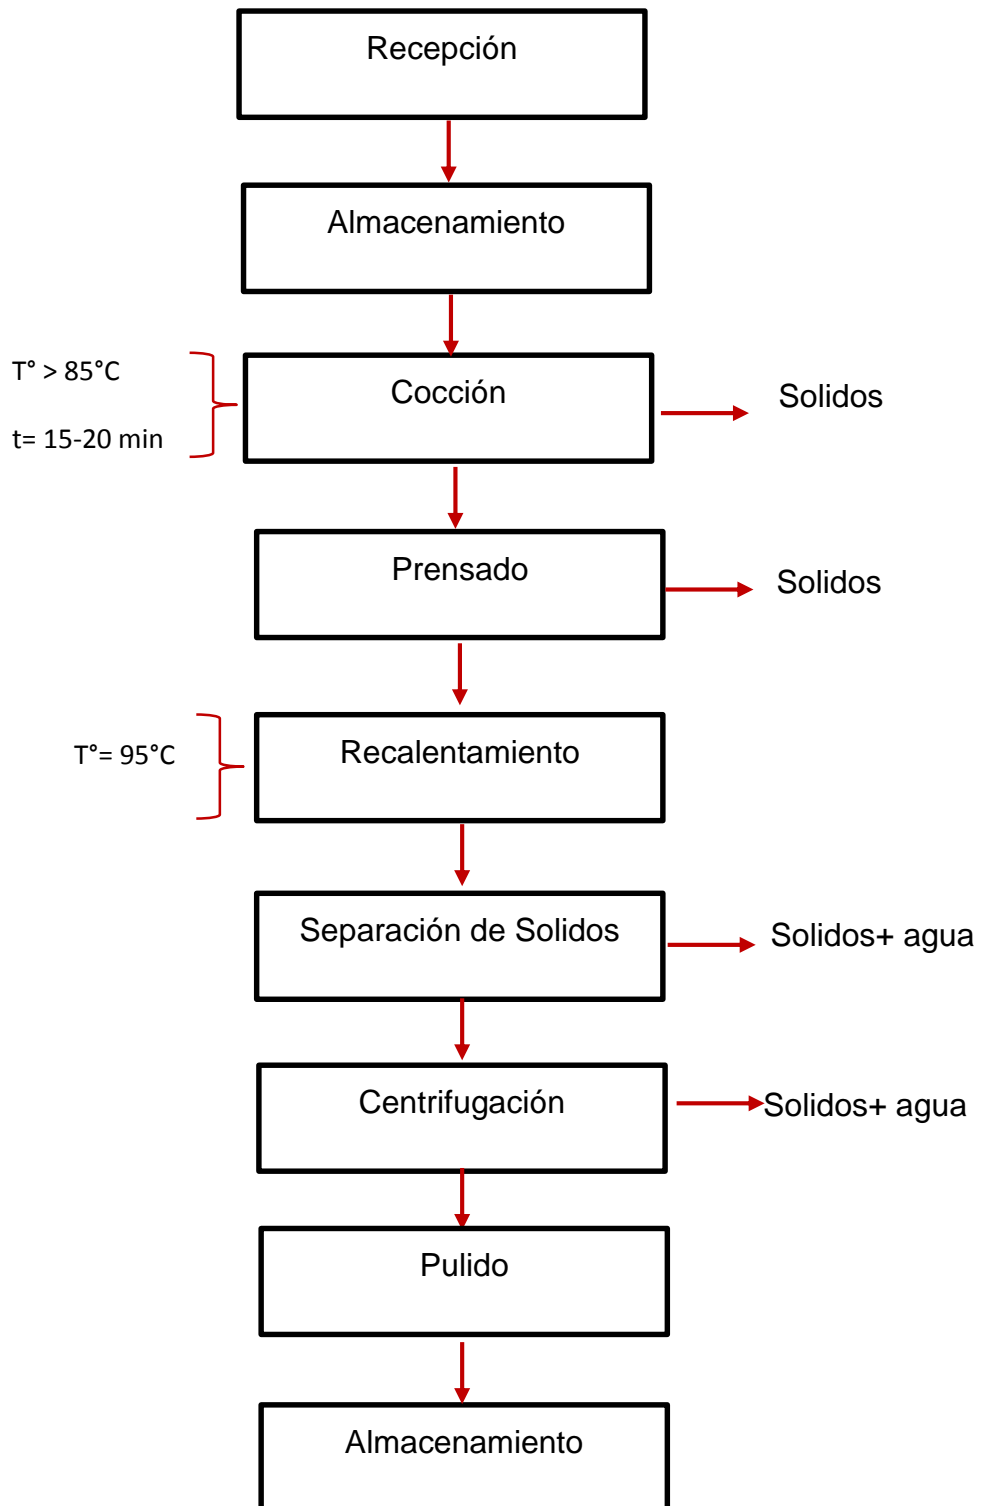 Recepción
Almacenamiento
T° > 85°C
t= 15-20 min
Cocción
Solidos
Prensado
Solidos
T°= 95°C
Recalentamiento
Separación de Solidos
Solidos+ agua
Centrifugación
Solidos+ agua
Pulido
Almacenamiento